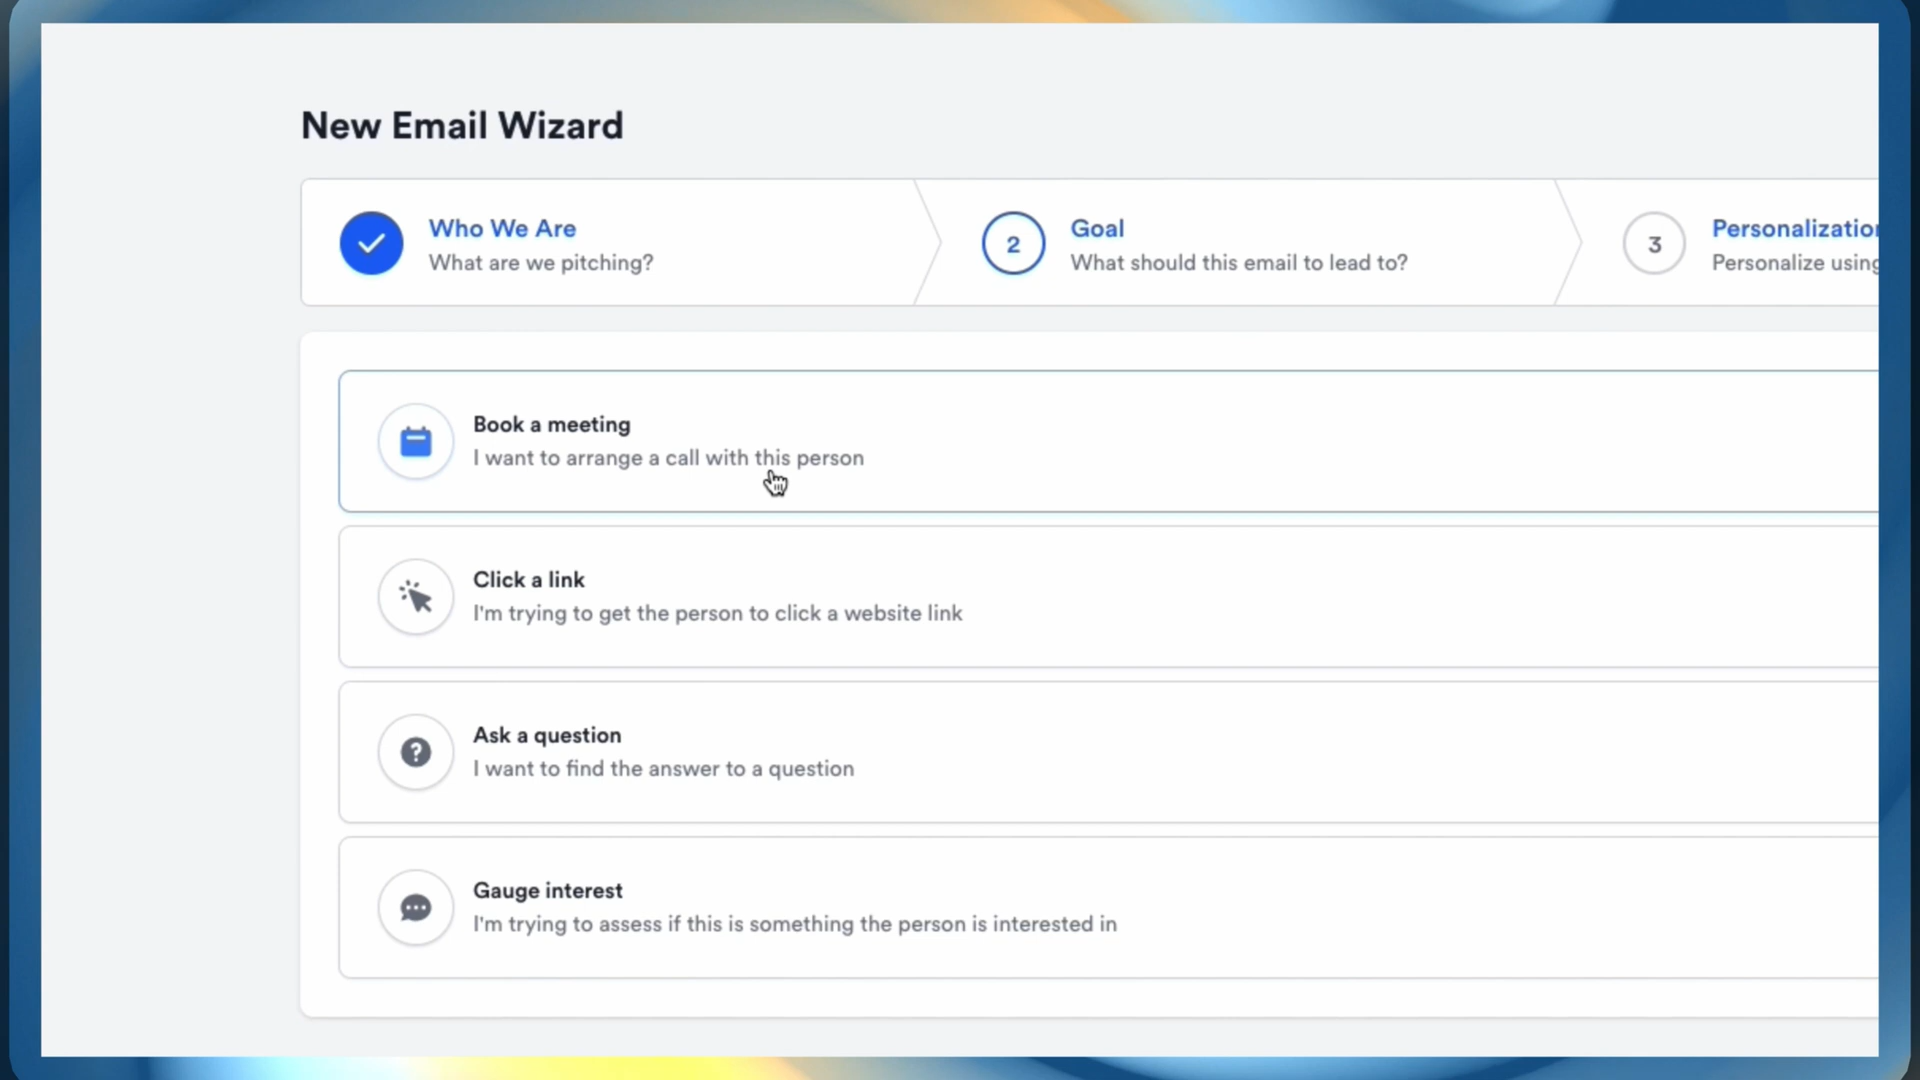 New Email Wizard
Who We Are
What are we pitching?
2
Goal
What should this email to lead to?
3
Personalization
Personalize using
Book a meeting
I want to arrange a call with this person
Click a link
I'm trying to get the person to click a website link
Ask a question
I want to find the answer to a question
Gauge interest
I'm trying to assess if this is something the person is interested in